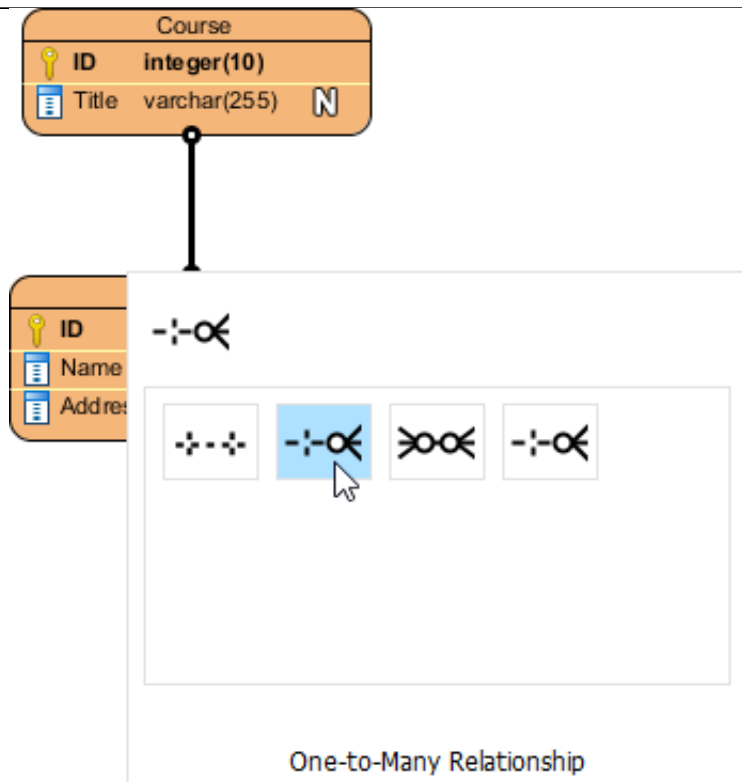 Course
ID integer(10)
Title varchar(255) N
ID
Name
One-to-Many Relationship